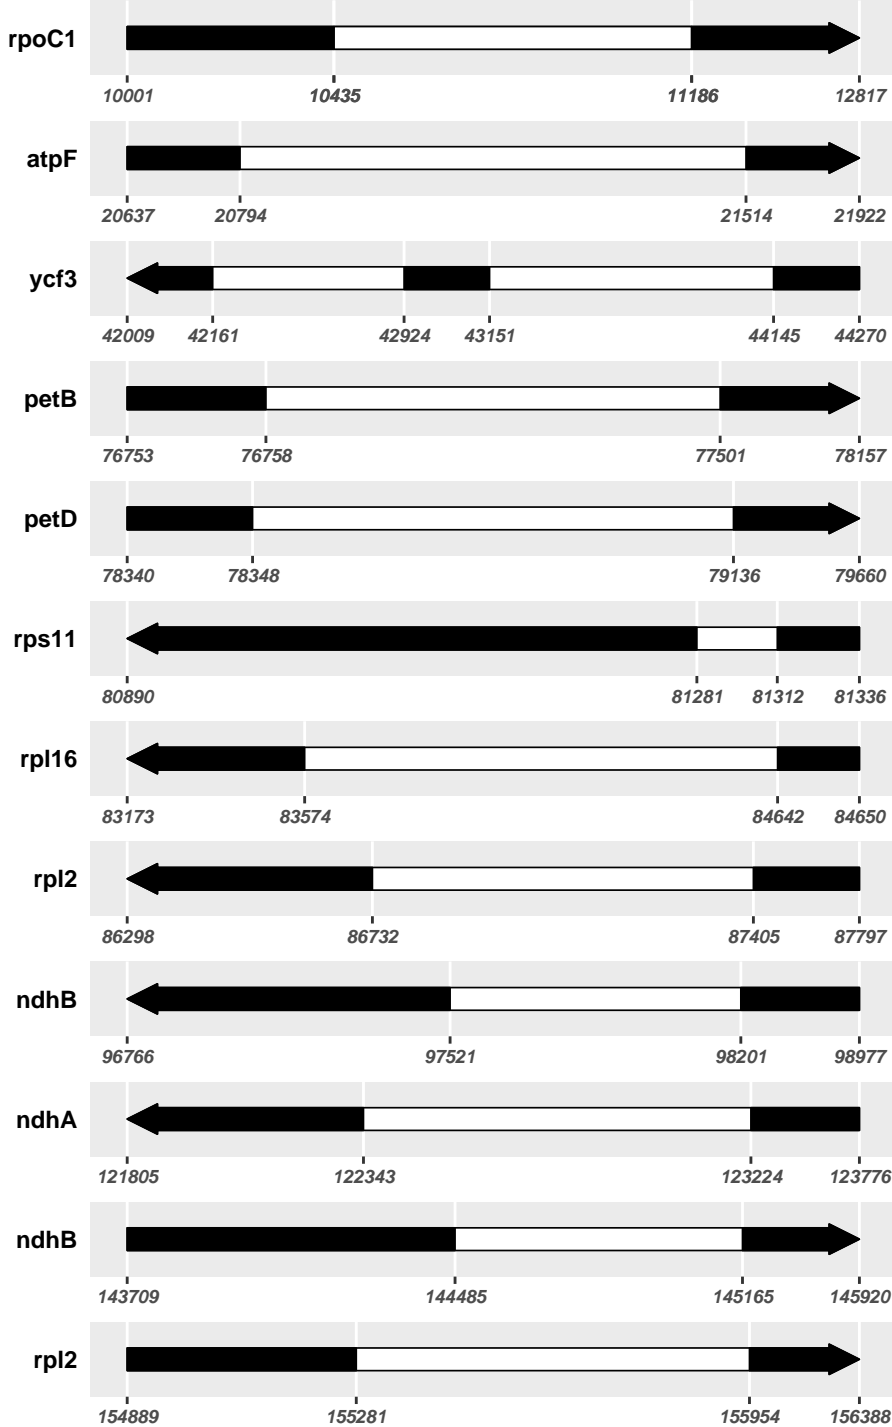 rpoC1
10001 10435 11186 12817
atpF
20637 20794 21514 21922
ycf3
42009 42161 42924 43151 44145 44270
petB
76753 76758 77501 78157
petD
78340 78348 79136 79660
rps11
80890 81281 81312 81336
rpl16
83173 83574 84642 84650
rpl2
86298 86732 87405 87797
ndhB
96766 97521 98201 98977
ndhA
121805 122343 123224 123776
ndhB
143709 144485 145165 145920
rpl2
154889 155281 155954 156388